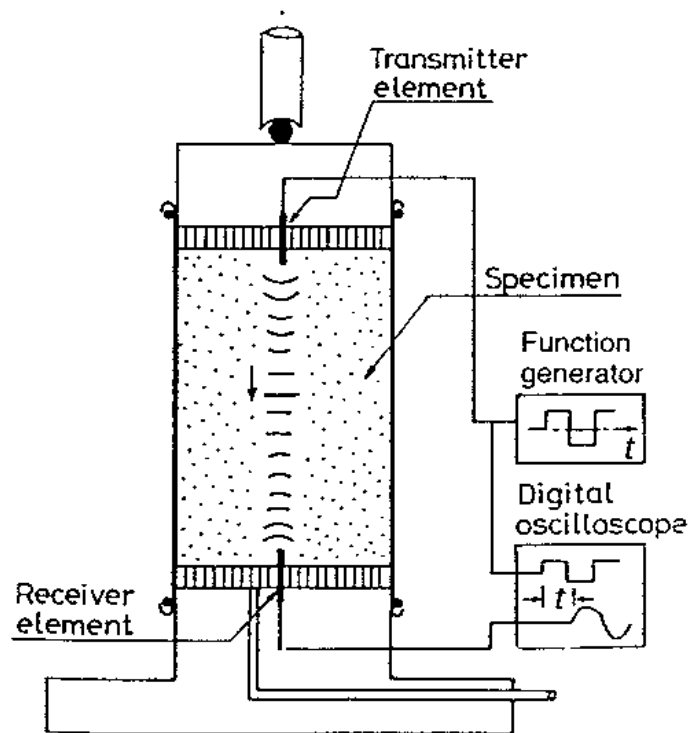 Transmitter
element
Specimen
Function
generator
t
Digital
oscilloscope
t
Receiver
element